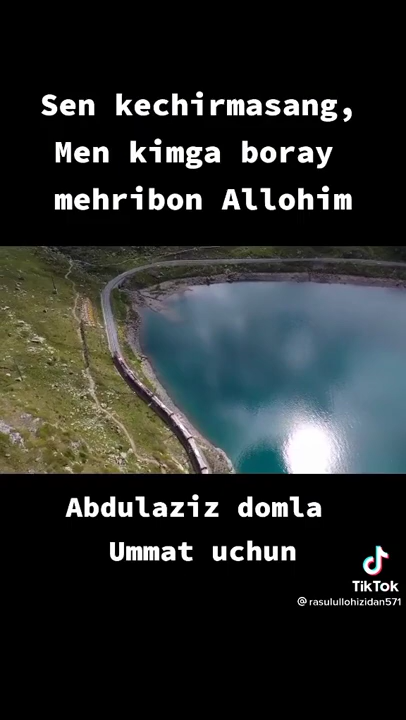 Sen kechirmasang,
Men kimga boray
mehribon Allohim
Abdulaziz domla
Ummat uchun
TikTok
@rasulullohizidan571